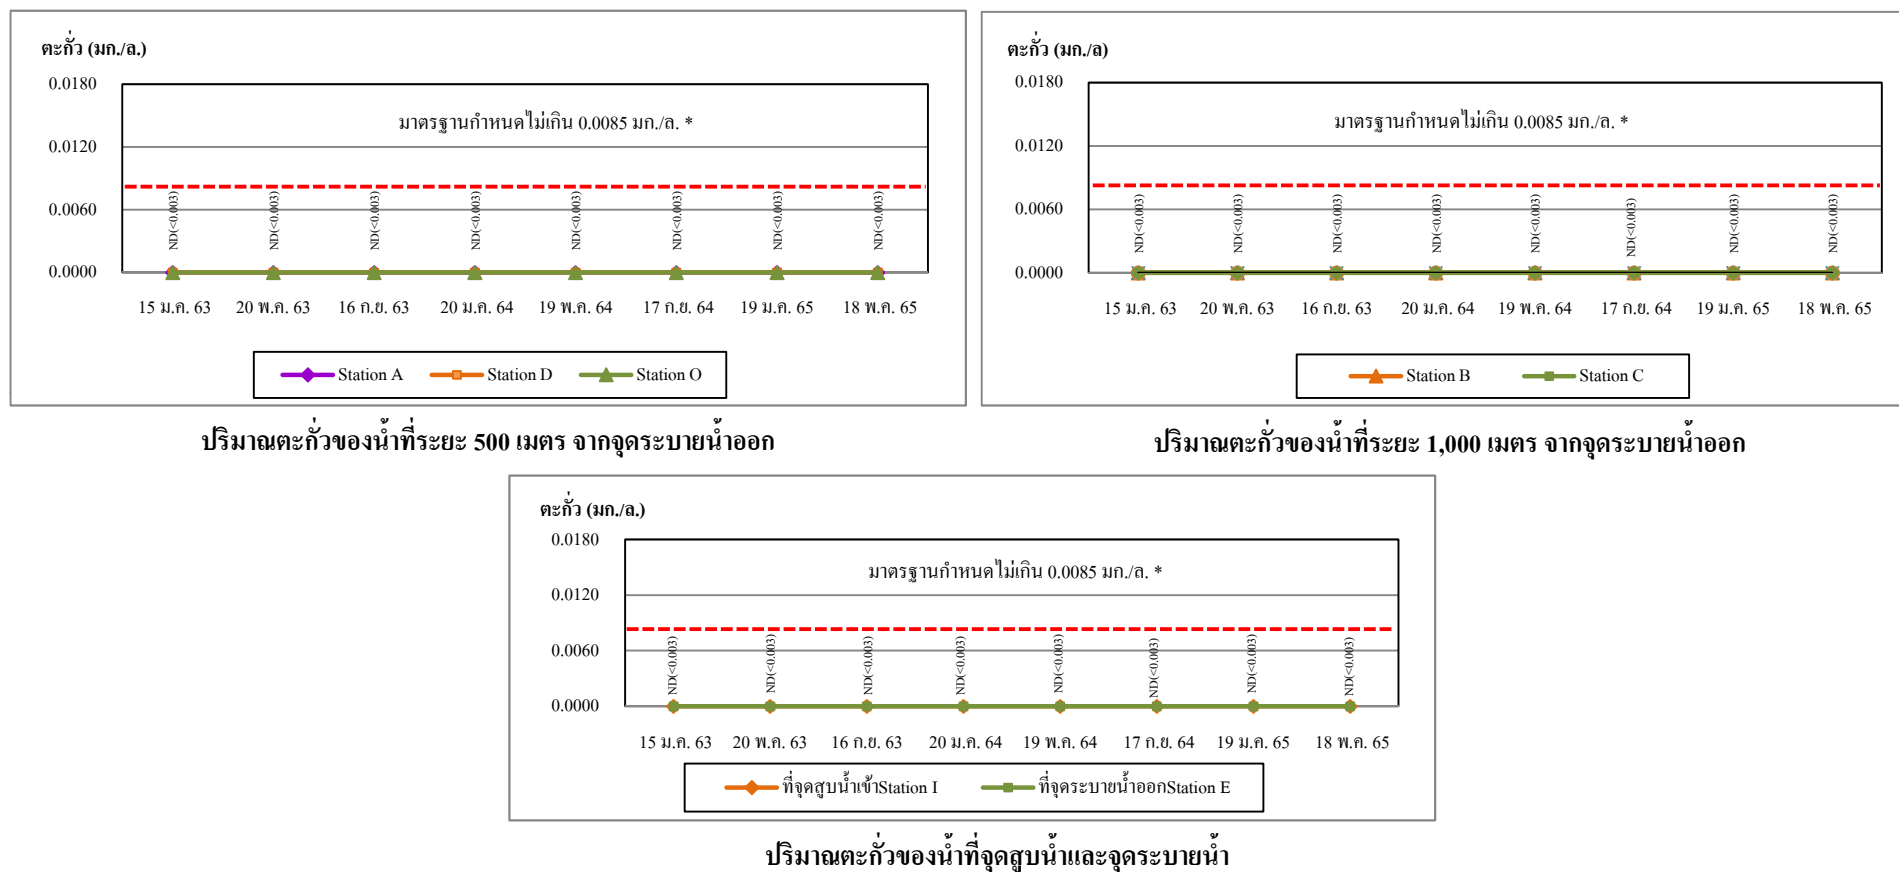 ตะกั่ว (มก./ล.)
0.0180
0.0120
0.0060
0.0000
มาตรฐานกำหนดไม่เกิน 0.0085 มก./ล. *
ND(<0.003) ND(<0.003) ND(<0.003) ND(<0.003) ND(<0.003) ND(<0.003) ND(<0.003) ND(<0.003)
15 ม.ค. 63 20 พ.ค. 63 16 ก.ย. 63 20 ม.ค. 64 19 พ.ค. 64 17 ก.ย. 64 19 ม.ค. 65 18 พ.ค. 65
Station A Station D Station O
ปริมาณตะกั่วของน้ำที่ระยะ 500 เมตร จากจุดระบายน้ำออก
ตะกั่ว (มก./ล)
0.0180
0.0120
0.0060
0.0000
มาตรฐานกำหนดไม่เกิน 0.0085 มก./ล. *
ND(<0.003) ND(<0.003) ND(<0.003) ND(<0.003) ND(<0.003) ND(<0.003) ND(<0.003) ND(<0.003)
15 ม.ค. 63 20 พ.ค. 63 16 ก.ย. 63 20 ม.ค. 64 19 พ.ค. 64 17 ก.ย. 64 19 ม.ค. 65 18 พ.ค. 65
Station B Station C
ปริมาณตะกั่วของน้ำที่ระยะ 1,000 เมตร จากจุดระบายน้ำออก
ตะกั่ว (มก./ล.)
0.0180
0.0120
0.0060
0.0000
มาตรฐานกำหนดไม่เกิน 0.0085 มก./ล. *
ND(<0.003) ND(<0.003) ND(<0.003) ND(<0.003) ND(<0.003) ND(<0.003) ND(<0.003) ND(<0.003)
15 ม.ค. 63 20 พ.ค. 63 16 ก.ย. 63 20 ม.ค. 64 19 พ.ค. 64 17 ก.ย. 64 19 ม.ค. 65 18 พ.ค. 65
ที่จุดสูบน้ำเข้าStation I ที่จุดระบายน้ำออกStation E
ปริมาณตะกั่วของน้ำที่จุดสูบน้ำและจุดระบายน้ำ